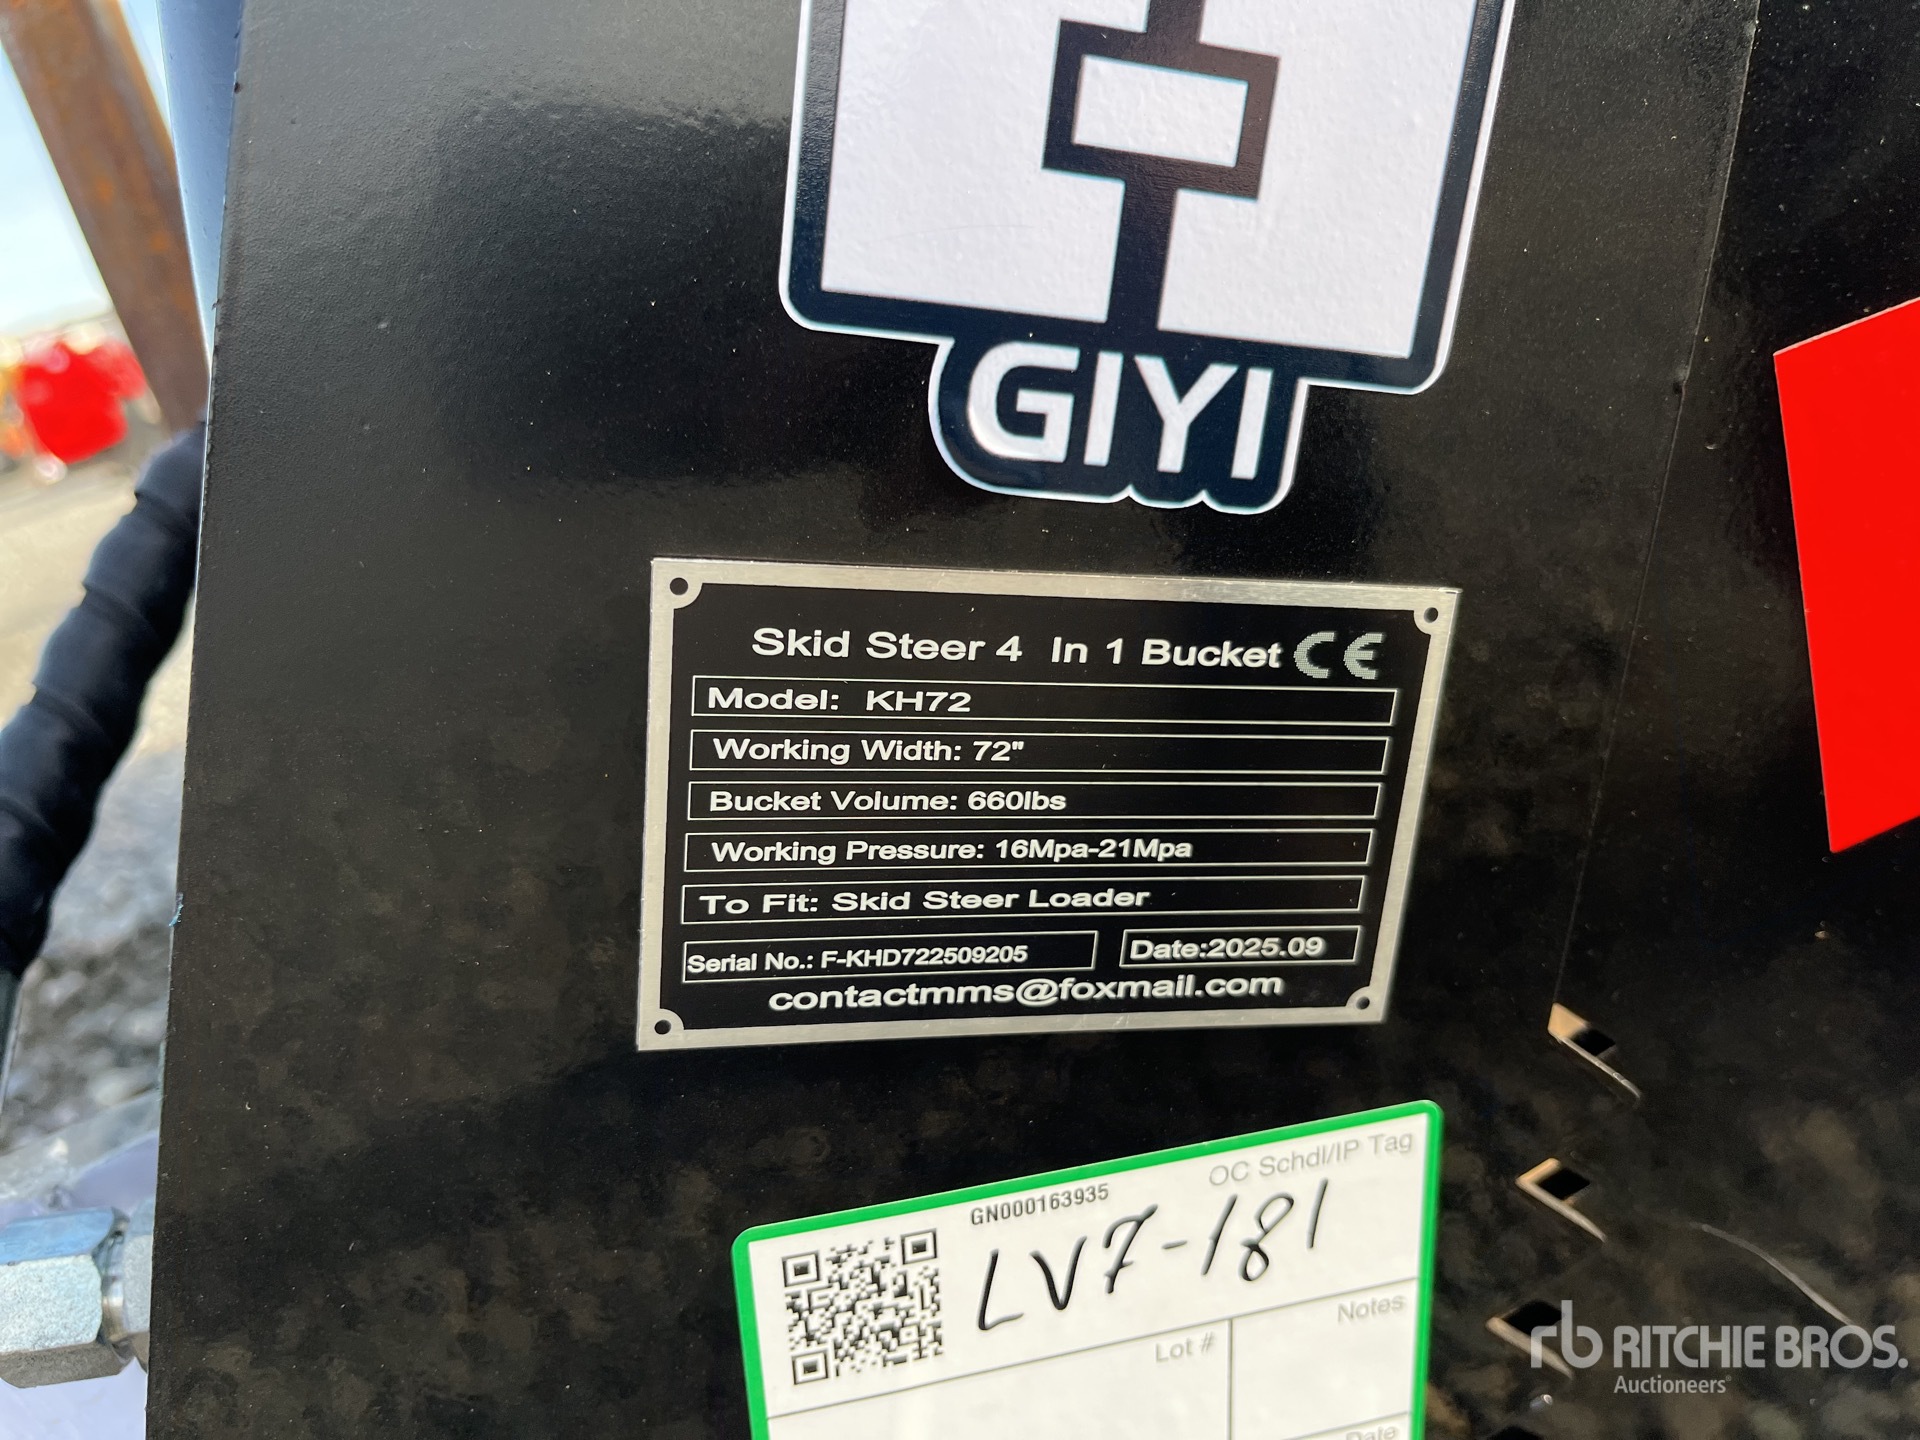 GIYI
Skid Steer 4 In 1 Bucket CE
Model: KH72
Working Width: 72"
Bucket Volume: 660lbs
Working Pressure: 16Mpa-21Mpa
To Fit: Skid Steer Loader
Serial No.: F-KHD722509205 Date:2025.09
contactmms@foxmail.com
OC Schdl/IP Tag
GN000163935
LV7-181
Notes
Lot #
Date
rb RITCHIE BROS.
Auctioneers